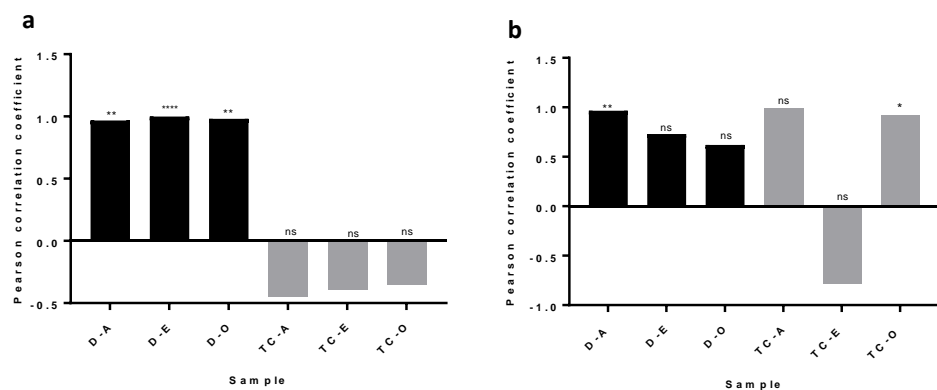 a
Pearson correlation coefficient
1.5
1.0
0.5
0.0
-0.5
**
****
**
ns
ns
ns
D-A
D-E
D-O
TC-A
TC-E
TC-O
Sample
b
Pearson correlation coefficient
1.5
1.0
0.5
0.0
-0.5
-1.0
**
ns
ns
ns
ns
*
D-A
D-E
D-O
TC-A
TC-E
TC-O
Sample